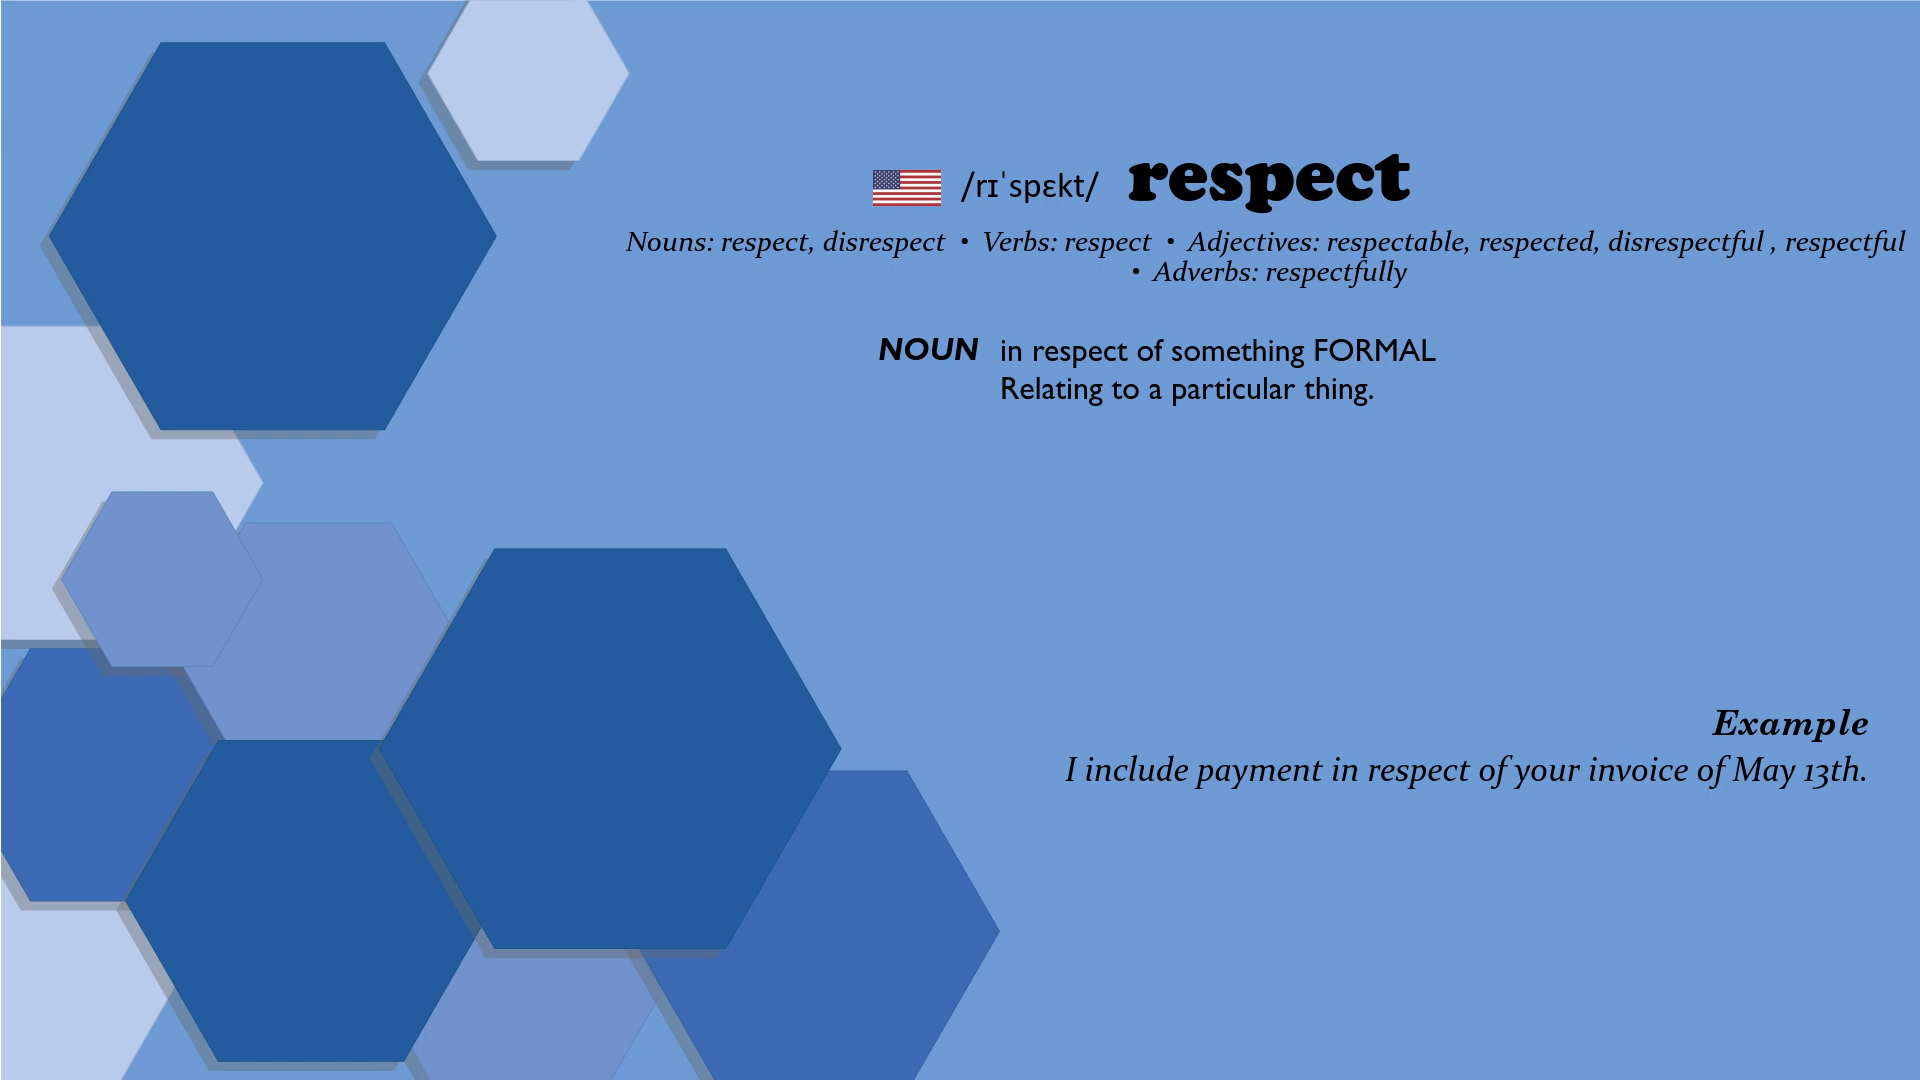 /rɪˈspɛkt/ respect
Nouns: respect, disrespect • Verbs: respect • Adjectives: respectable, respected, disrespectful , respectful
• Adverbs: respectfully
NOUN in respect of something FORMAL
Relating to a particular thing.
Example
I include payment in respect of your invoice of May 13th.